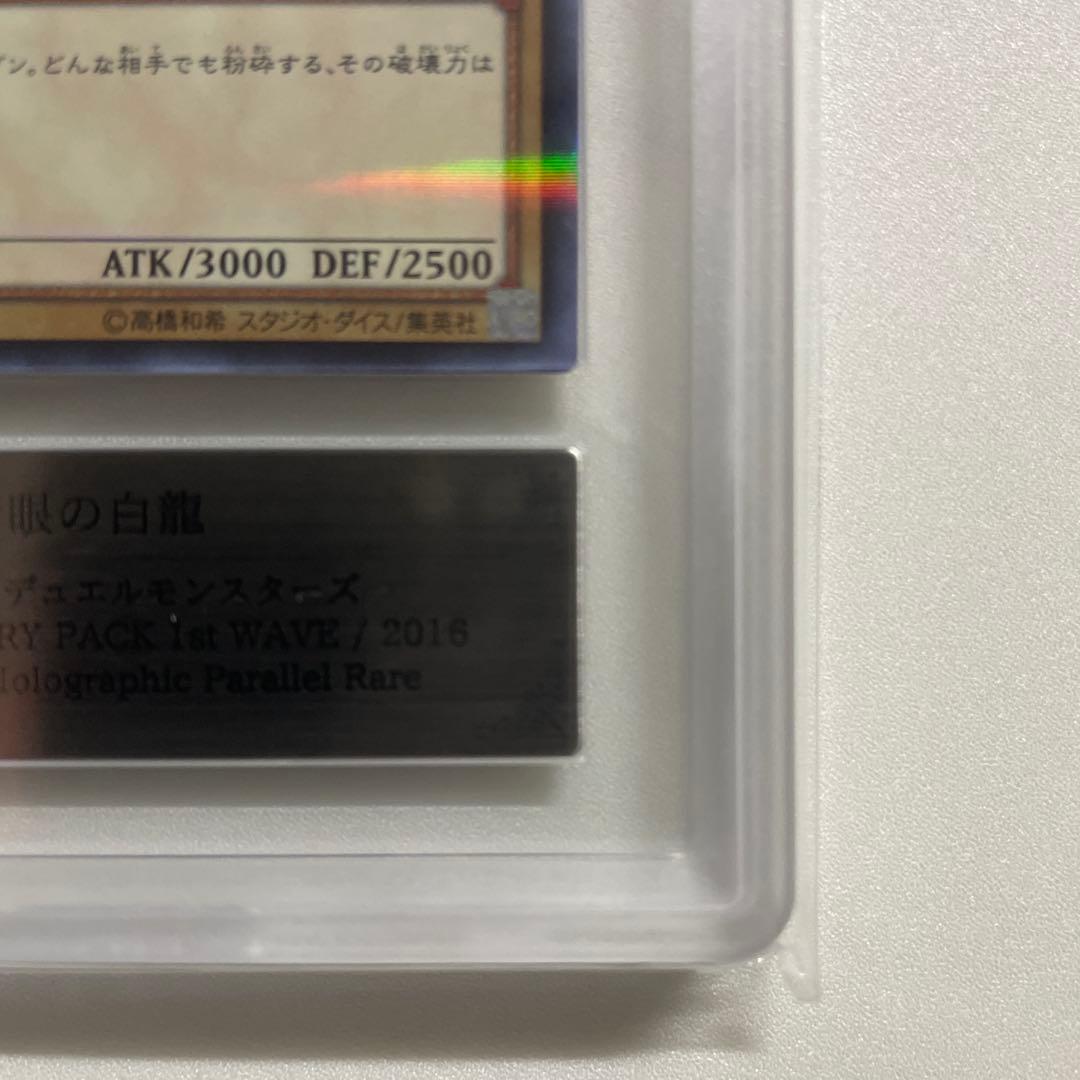 ゴン。どんな相手でも粉砕する、その破壊力は
ATK/3000 DEF/2500
©高橋和希 スタジオ・ダイス/集英社
眼の白龍
デュエルモンスターズ
RY PACK 1st WAVE / 2016
Holographic Parallel Rare